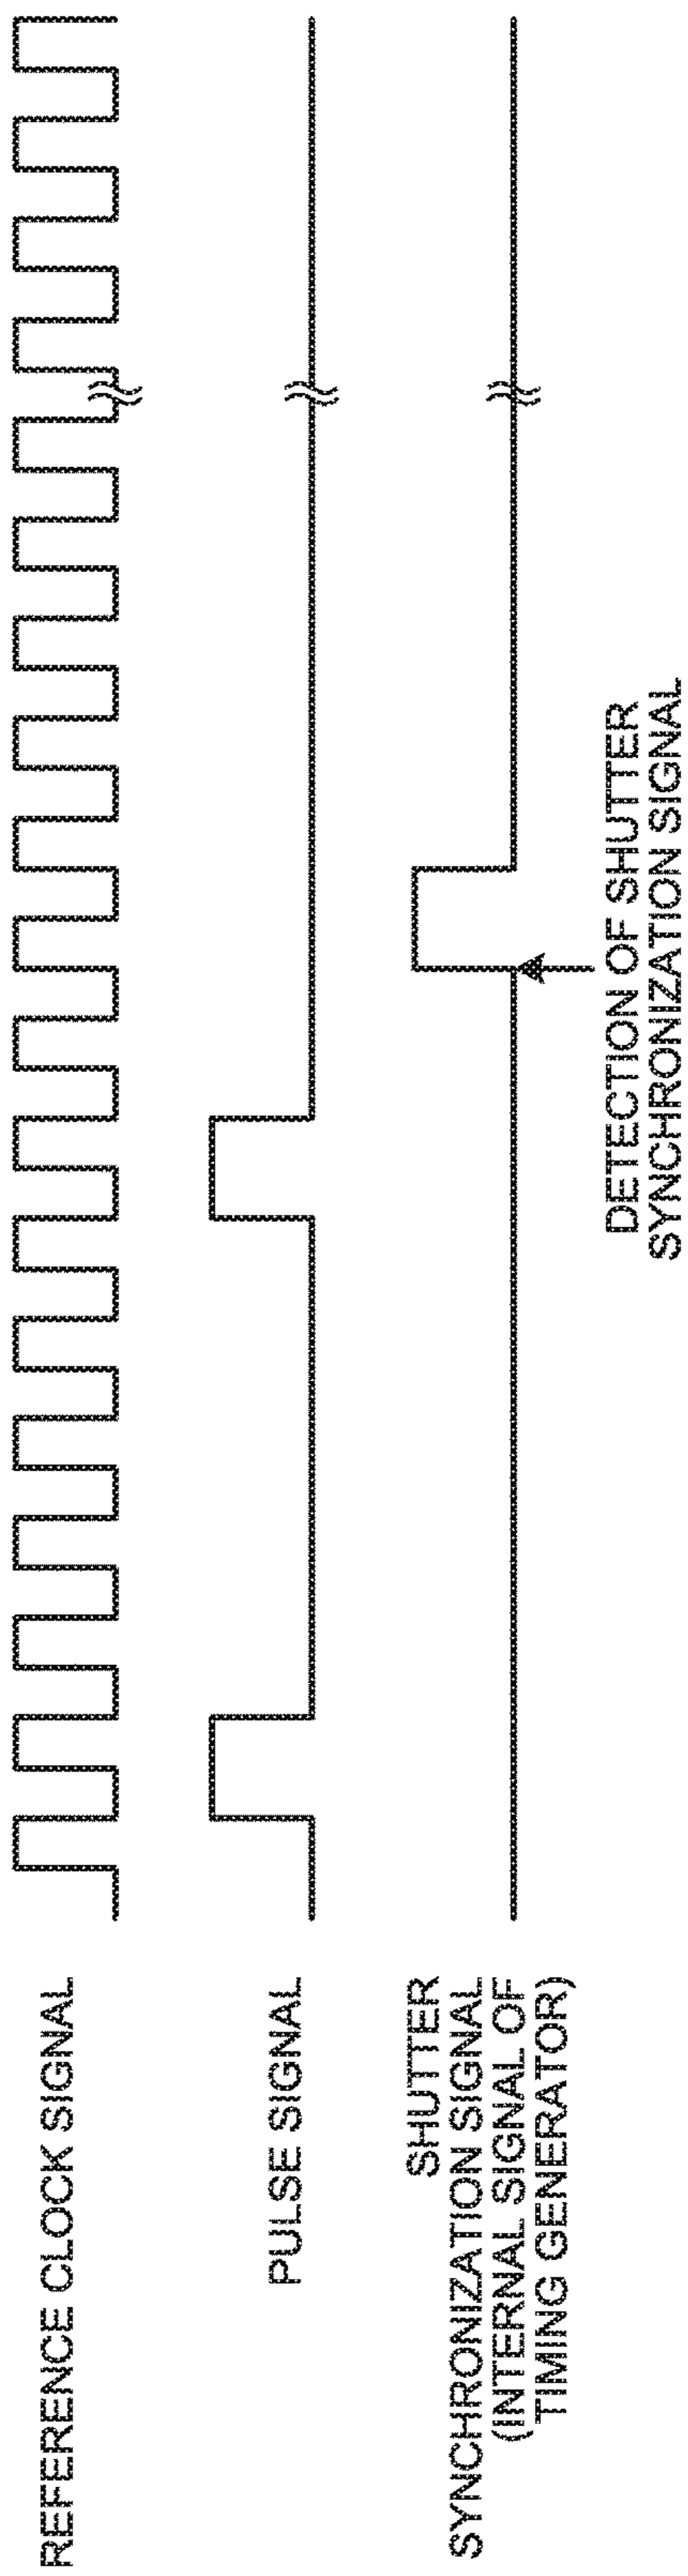 REFERENCE CLOCK SIGNAL
PULSE SIGNAL
SHUTTER
SYNCHRONIZATION SIGNAL
(INTERNAL SIGNAL OF
TIMING GENERATOR)
DETECTION OF SHUTTER
SYNCHRONIZATION SIGNAL